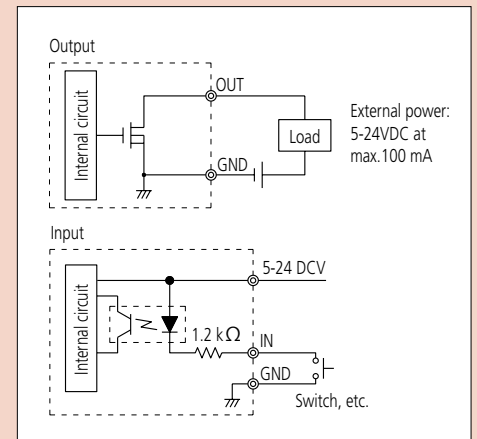 Output
Internal circuit
OUT
Load
GND
External power:
5-24VDC at
max.100 mA
Input
Internal circuit
5-24 DCV
1.2 kΩ
IN
GND
Switch, etc.